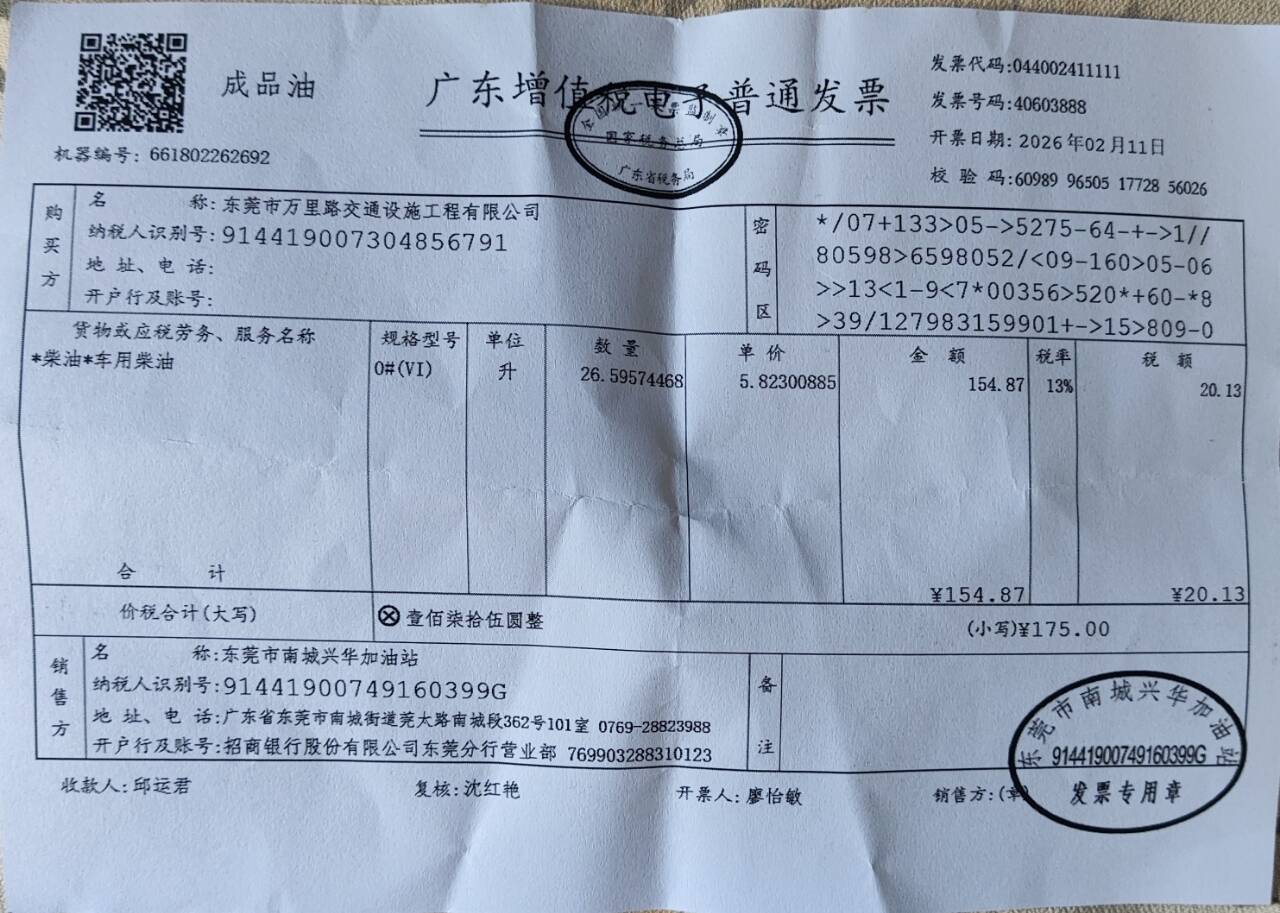 成品油
广东增值税电子普通发票
全国统一发票监制章
国家税务总局
广东省税务局
发票代码:044002411111
发票号码:40603888
开票日期: 2026年02月11日
校 验 码:60989 96505 17728 56026
机器编号: 661802262692
购买方
名 称:东莞市万里路交通设施工程有限公司
纳税人识别号:914419007304856791
地 址、电 话:
开户行及账号:
密码区
*/07+133>05->5275-64-+->1//
80598>6598052/<09-160>05-06
>>13<1-9<7*00356>520*+60-*8
>39/127983159901+->15>809-0
货物或应税劳务、服务名称 规格型号 单位 数 量 单 价 金 额 税率 税 额
*柴油*车用柴油 0#(VI) 升 26.59574468 5.82300885 154.87 13% 20.13
合 计 ¥154.87 ¥20.13
价税合计(大写) ⊗壹佰柒拾伍圆整 (小写)¥175.00
销售方
名 称:东莞市南城兴华加油站
纳税人识别号:91441900749160399G
地 址、电 话:广东省东莞市南城街道莞太路南城段362号101室 0769-28823988
开户行及账号:招商银行股份有限公司东莞分行营业部 769903288310123
备注
收款人:邱运君 复核:沈红艳 开票人:廖怡敏 销售方:(章)
东莞市南城兴华加油站
91441900749160399G
发票专用章